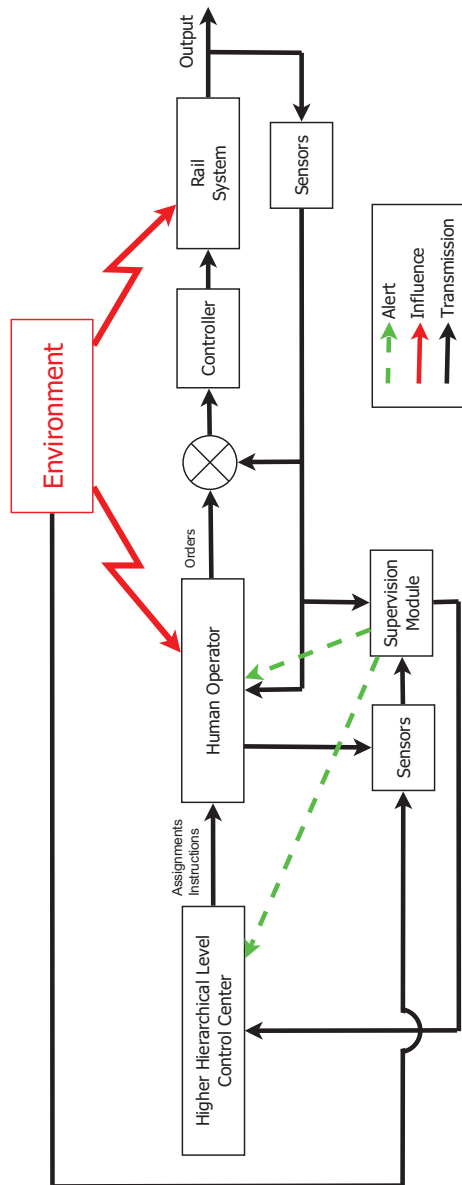 Environment
Higher Hierarchical Level
Control Center
Assignments
Instructions
Human Operator
Orders
Controller
Rail
System
Output
Sensors
Sensors
Supervision
Module
Alert
Influence
Transmission